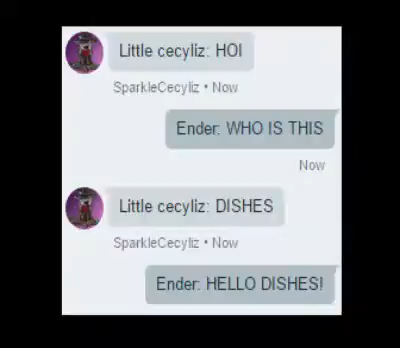 Little cecyliz: HOI
SparkleCecyliz • Now
Ender: WHO IS THIS
Now
Little cecyliz: DISHES
SparkleCecyliz • Now
Ender: HELLO DISHES!